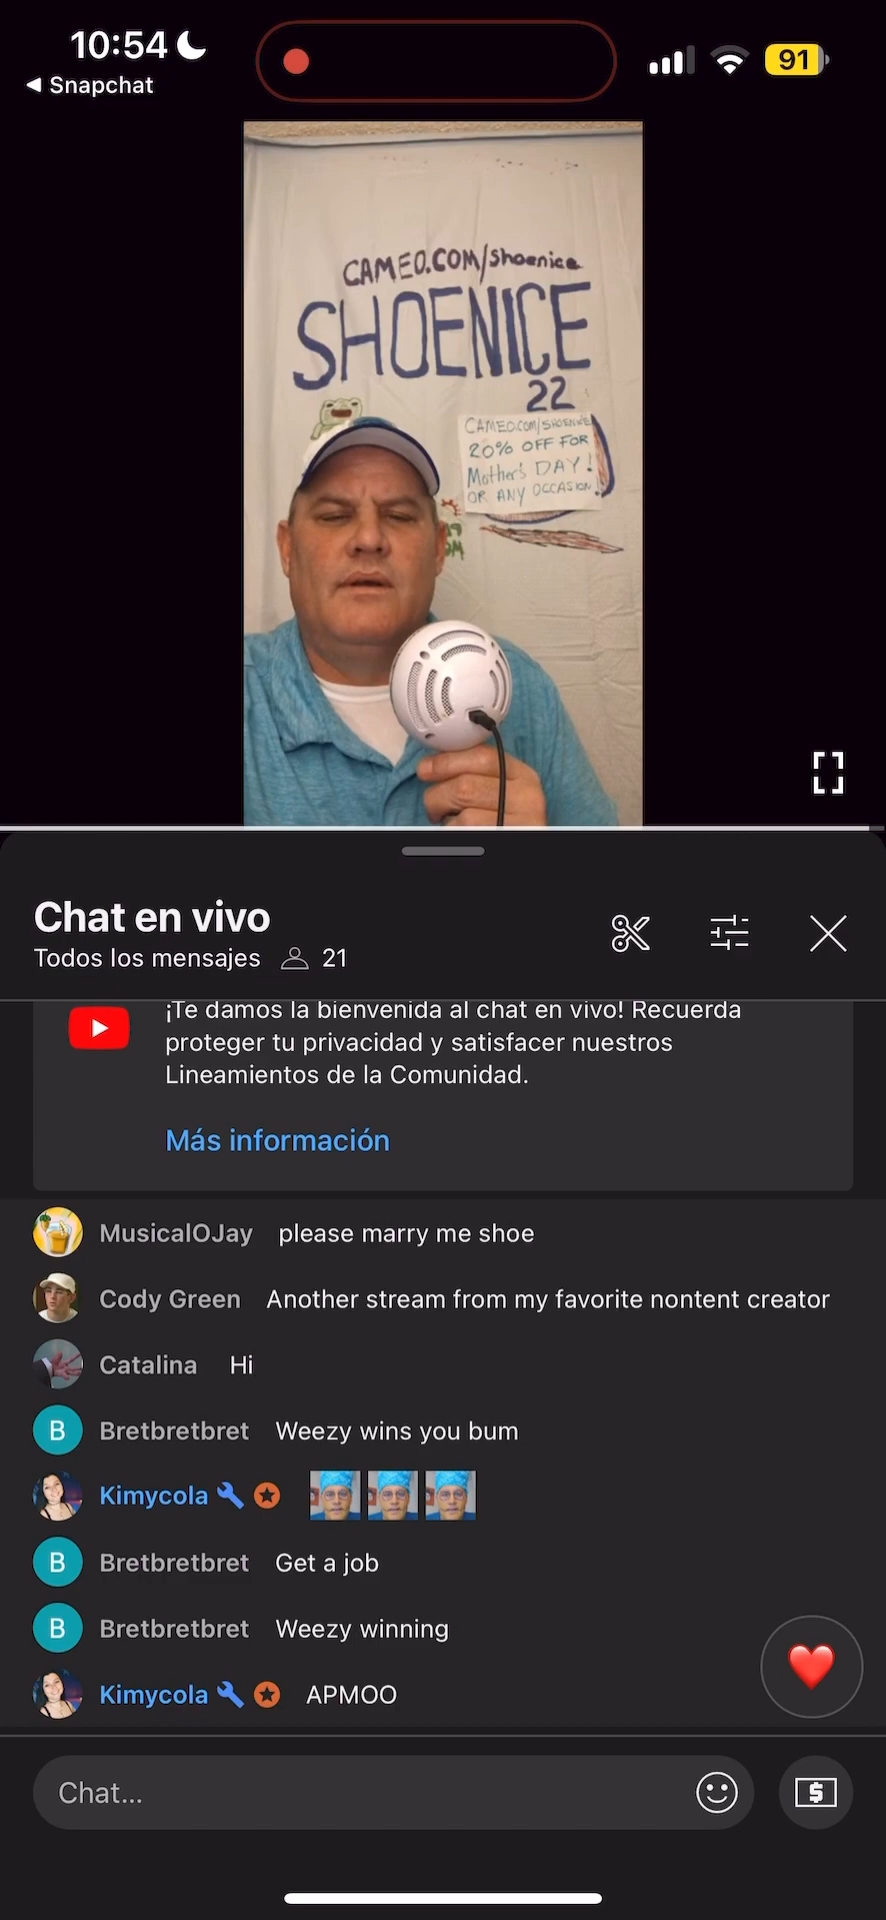 10:54
91
◀ Snapchat
CAMEO.COM/shoenice
SHOENICE
22
CAMEO.COM/SHOENICE
20% OFF FOR
Mother's DAY!
OR ANY OCCASION!
Chat en vivo
Todos los mensajes 21
¡Te damos la bienvenida al chat en vivo! Recuerda
proteger tu privacidad y satisfacer nuestros
Lineamientos de la Comunidad.
Más información
MusicalOJay please marry me shoe
Cody Green Another stream from my favorite nontent creator
Catalina Hi
B Bretbretbret Weezy wins you bum
Kimycola
B Bretbretbret Get a job
B Bretbretbret Weezy winning
Kimycola APMOO
Chat...
$